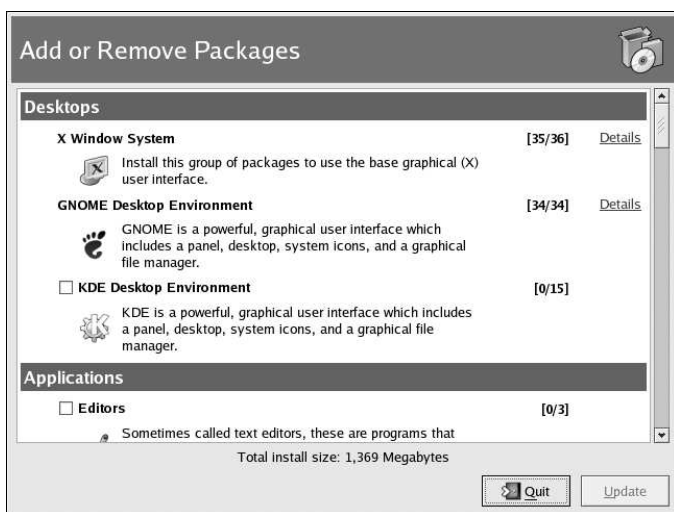 Add or Remove Packages
Desktops
X Window System [35/36] Details
Install this group of packages to use the base graphical (X)
user interface.
GNOME Desktop Environment [34/34] Details
GNOME is a powerful, graphical user interface which
includes a panel, desktop, system icons, and a graphical
file manager.
KDE Desktop Environment [0/15]
KDE is a powerful, graphical user interface which includes
a panel, desktop, system icons, and a graphical file
manager.
Applications
Editors [0/3]
Sometimes called text editors, these are programs that
Total install size: 1,369 Megabytes
Quit Update